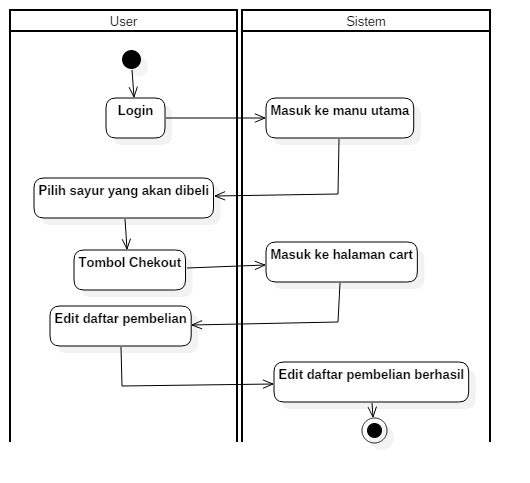 User
Sistem
Login
Masuk ke manu utama
Pilih sayur yang akan dibeli
Tombol Chekout
Masuk ke halaman cart
Edit daftar pembelian
Edit daftar pembelian berhasil